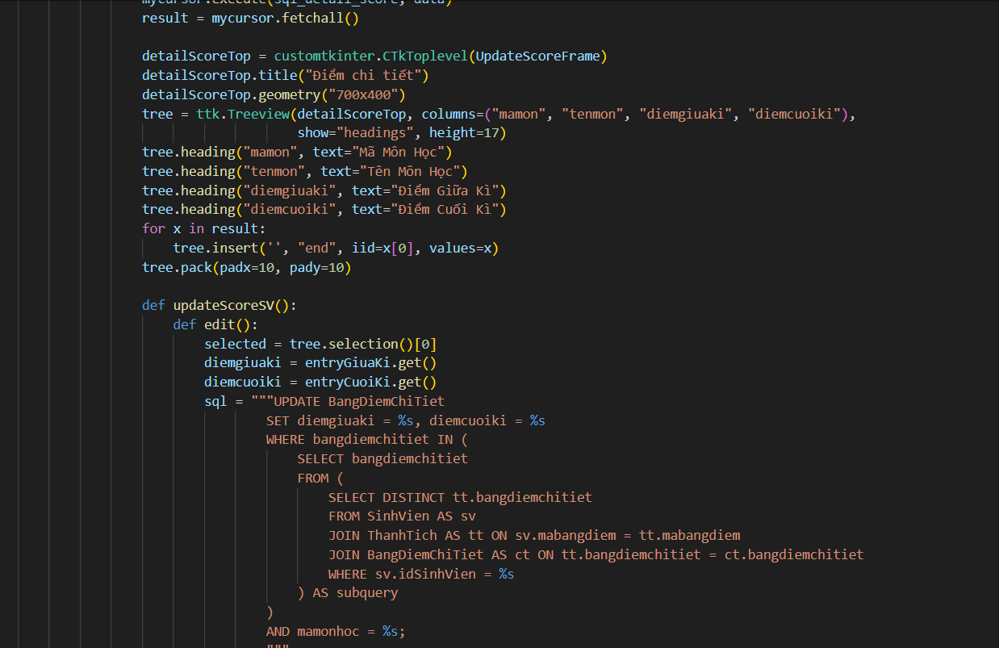 mycursor.execute(sql_detail_score, data)
result = mycursor.fetchall()
detailScoreTop = customtkinter.CTkToplevel(UpdateScoreFrame)
detailScoreTop.title("Điểm chi tiết")
detailScoreTop.geometry("700x400")
tree = ttk.Treeview(detailScoreTop, columns=("mamon", "tenmon", "diemgiuaki", "diemcuoiki"),
show="headings", height=17)
tree.heading("mamon", text="Mã Môn Học")
tree.heading("tenmon", text="Tên Môn Học")
tree.heading("diemgiuaki", text="Điểm Giữa Kì")
tree.heading("diemcuoiki", text="Điểm Cuối Kì")
for x in result:
tree.insert('', "end", iid=x[0], values=x)
tree.pack(padx=10, pady=10)
def updateScoreSV():
def edit():
selected = tree.selection()[0]
diemgiuaki = entryGiuaKi.get()
diemcuoiki = entryCuoiKi.get()
sql = """UPDATE BangDiemChiTiet
SET diemgiuaki = %s, diemcuoiki = %s
WHERE bangdiemchitiet IN (
SELECT bangdiemchitiet
FROM (
SELECT DISTINCT tt.bangdiemchitiet
FROM SinhVien AS sv
JOIN ThanhTich AS tt ON sv.mabangdiem = tt.mabangdiem
JOIN BangDiemChiTiet AS ct ON tt.bangdiemchitiet = ct.bangdiemchitiet
WHERE sv.idSinhVien = %s
) AS subquery
)
AND mamonhoc = %s;
"""